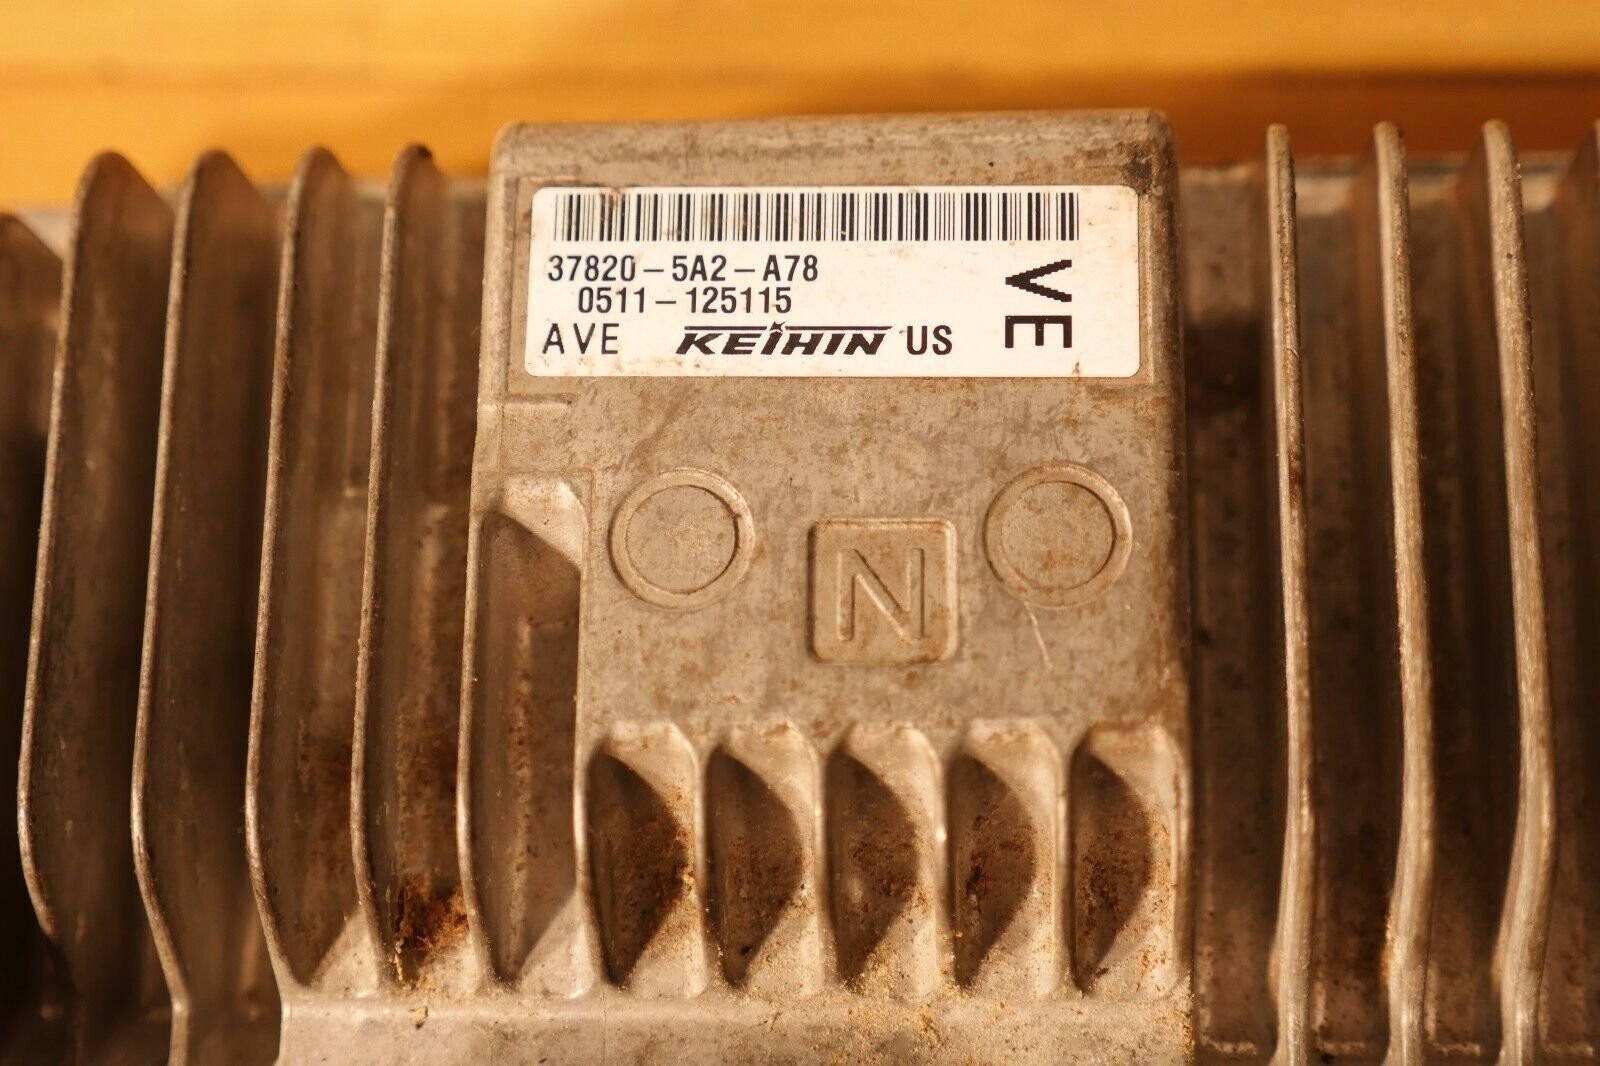 37820-5A2-A78
0511-125115
AVE KEIHIN US
VE
N